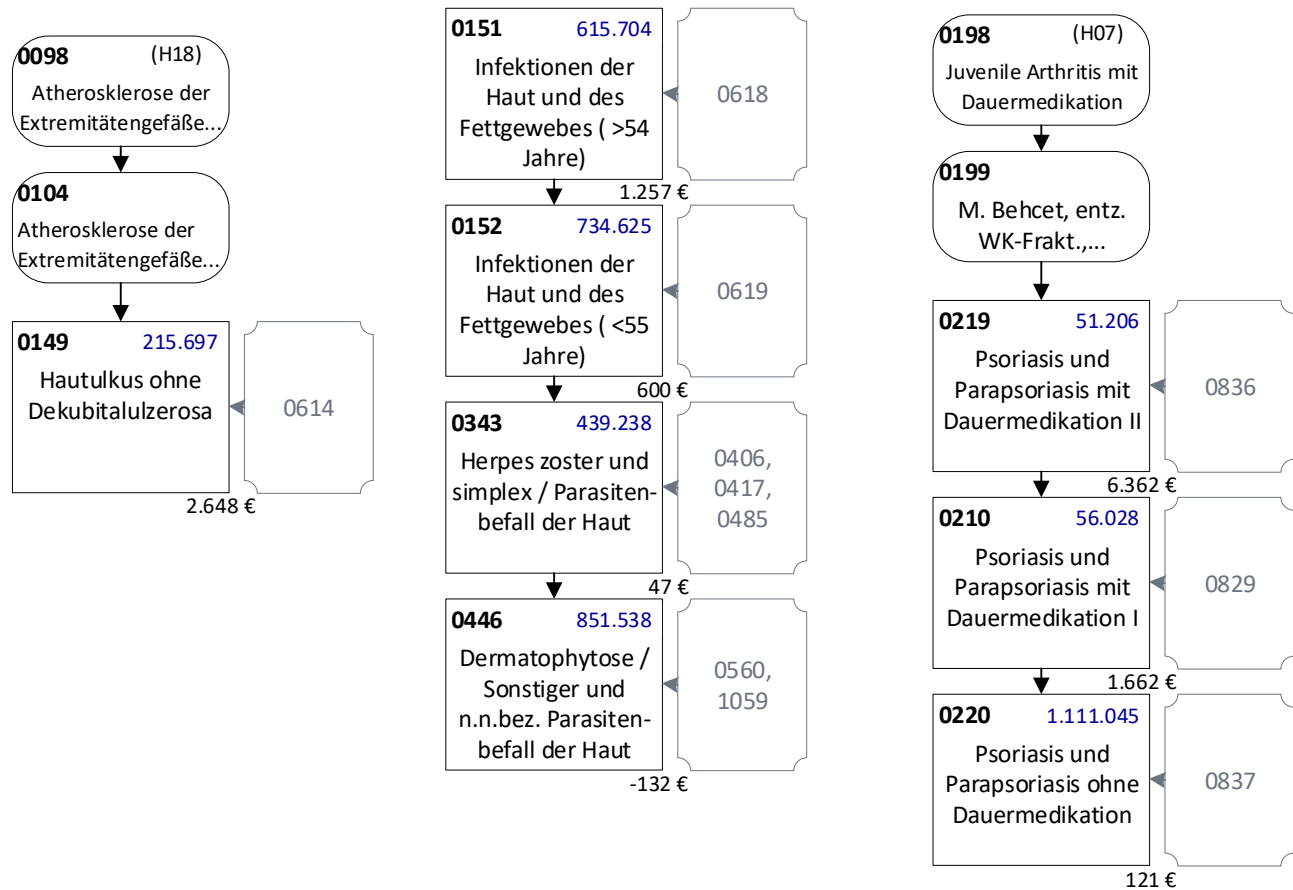 0098 (H18)
Atherosklerose der
Extremitätengefäße...
0104
Atherosklerose der
Extremitätengefäße...
0149 215.697
Hautulkus ohne
Dekubitalulzerosa
0614
2.648 €
0151 615.704
Infektionen der
Haut und des
Fettgewebes ( >54
Jahre)
0618
1.257 €
0152 734.625
Infektionen der
Haut und des
Fettgewebes ( <55
Jahre)
0619
600 €
0343 439.238
Herpes zoster und
simplex / Parasiten-
befall der Haut
0406,
0417,
0485
47 €
0446 851.538
Dermatophytose /
Sonstiger und
n.n.bez. Parasiten-
befall der Haut
0560,
1059
-132 €
0198 (H07)
Juvenile Arthritis mit
Dauermedikation
0199
M. Behcet, entz.
WK-Frakt.,...
0219 51.206
Psoriasis und
Parapsoriasis mit
Dauermedikation II
0836
6.362 €
0210 56.028
Psoriasis und
Parapsoriasis mit
Dauermedikation I
0829
1.662 €
0220 1.111.045
Psoriasis und
Parapsoriasis ohne
Dauermedikation
0837
121 €